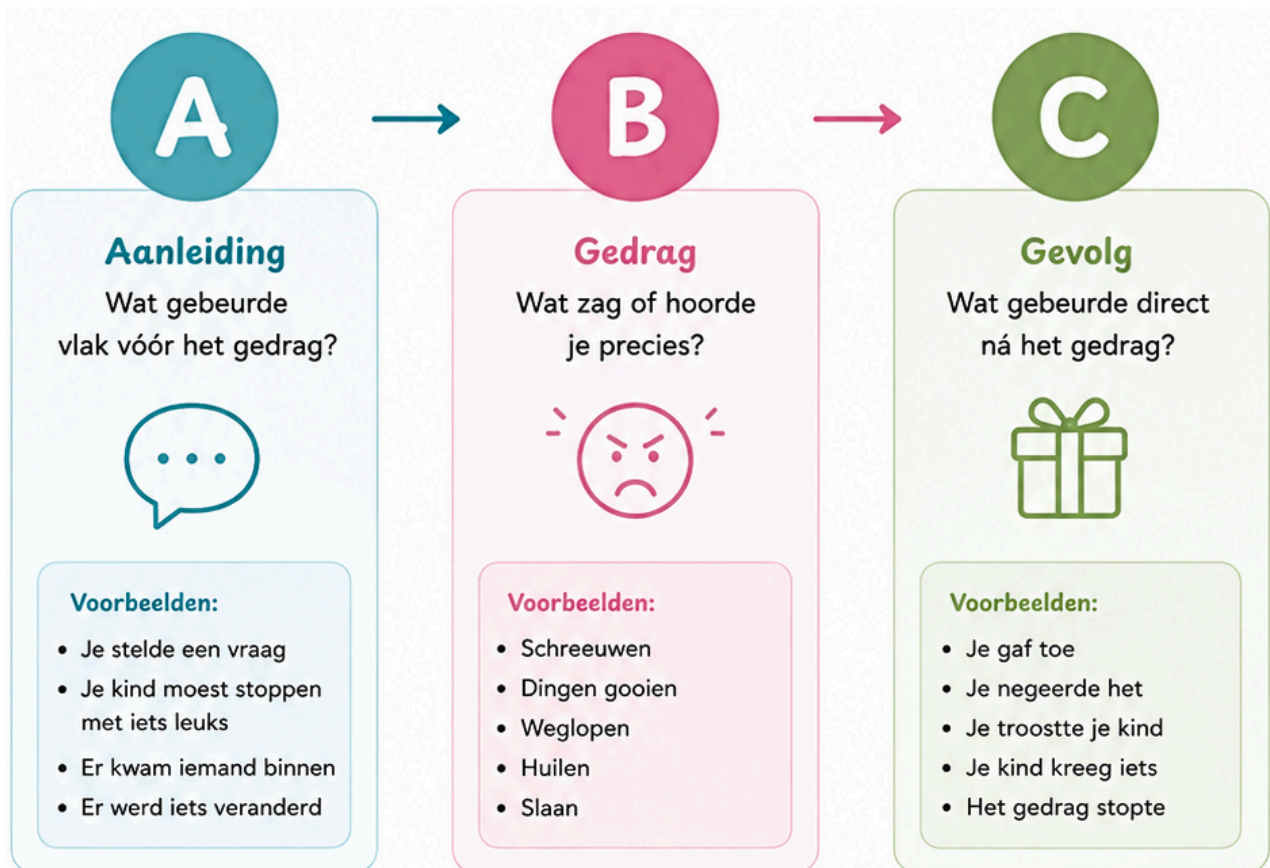 A
B
C
Aanleiding
Wat gebeurde
vlak vóór het gedrag?
Voorbeelden:
• Je stelde een vraag
• Je kind moest stoppen
met iets leuks
• Er kwam iemand binnen
• Er werd iets veranderd
Gedrag
Wat zag of hoorde
je precies?
Voorbeelden:
• Schreeuwen
• Dingen gooien
• Weglopen
• Huilen
• Slaan
Gevolg
Wat gebeurde direct
ná het gedrag?
Voorbeelden:
• Je gaf toe
• Je negeerde het
• Je troostte je kind
• Je kind kreeg iets
• Het gedrag stopte